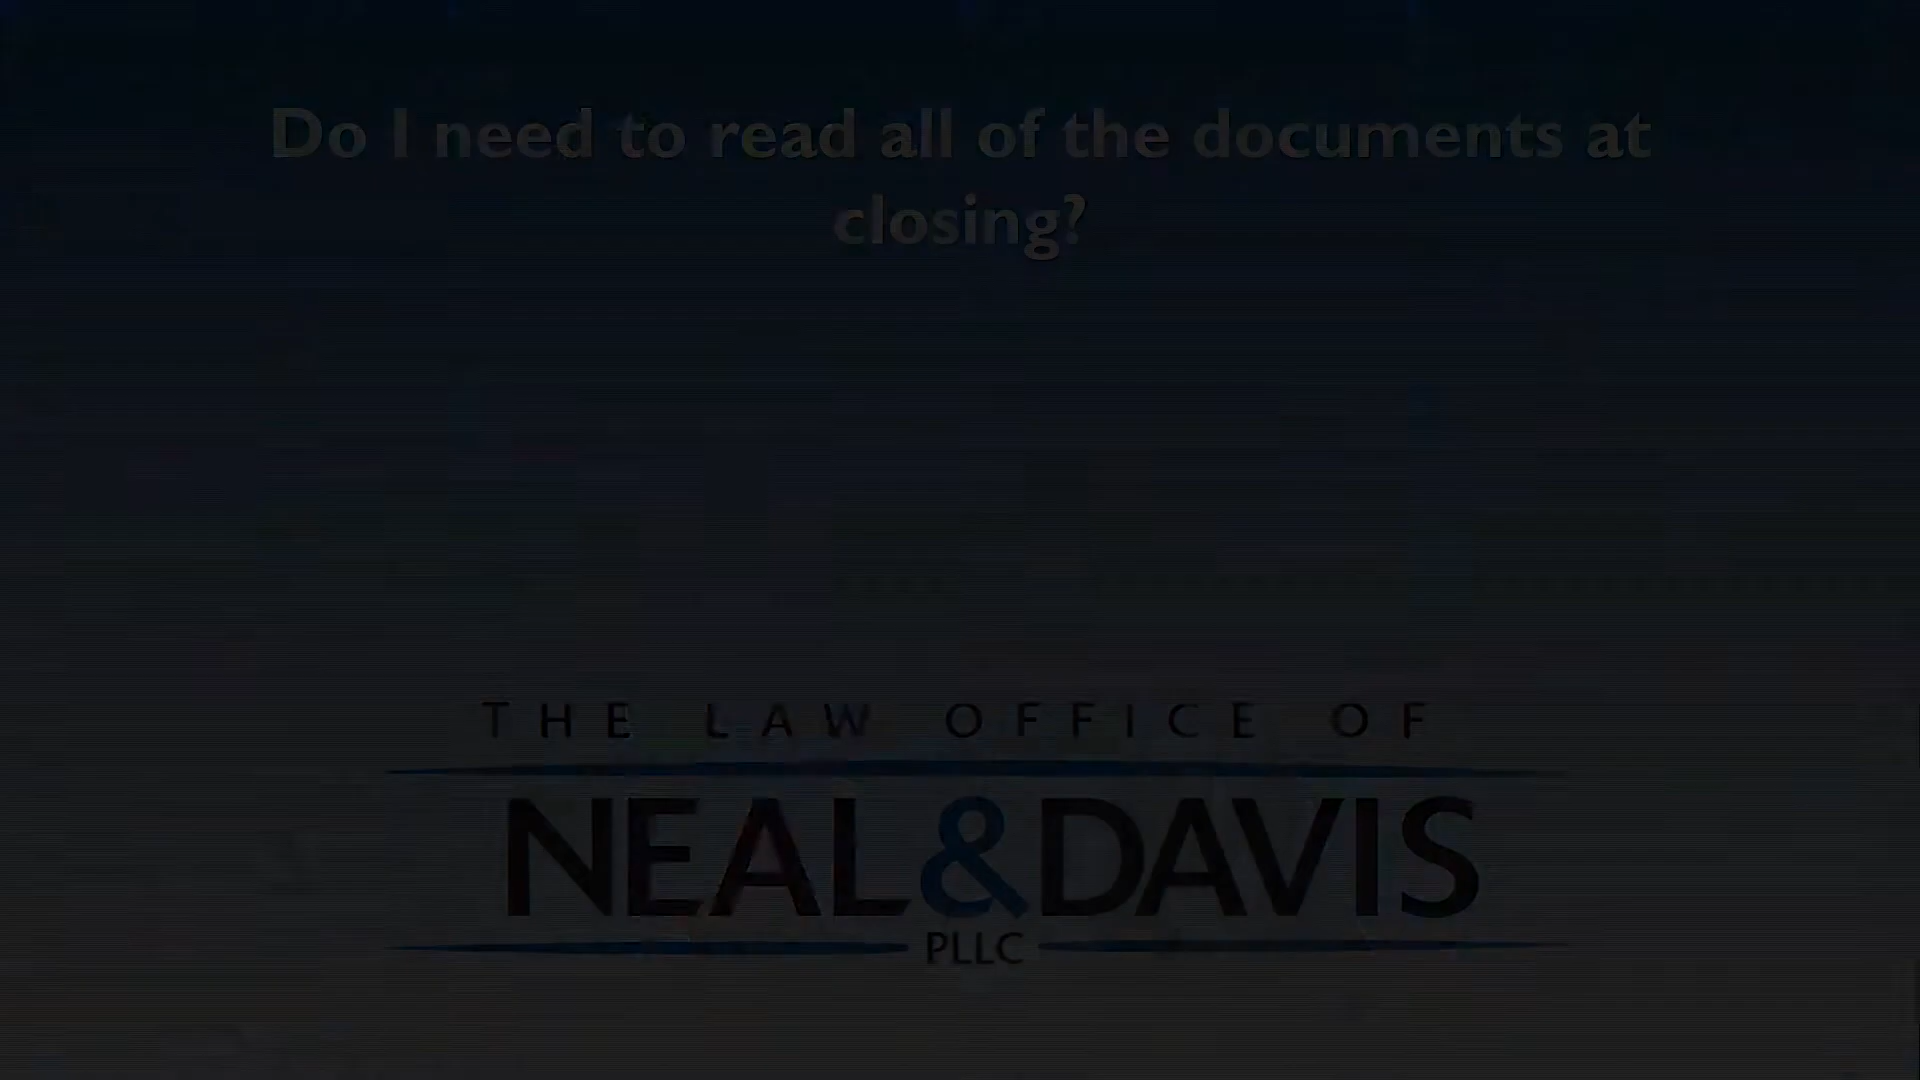 Do I need to read all of the documents at
closing?
THE LAW OFFICE OF
NEAL&DAVIS
PLLC